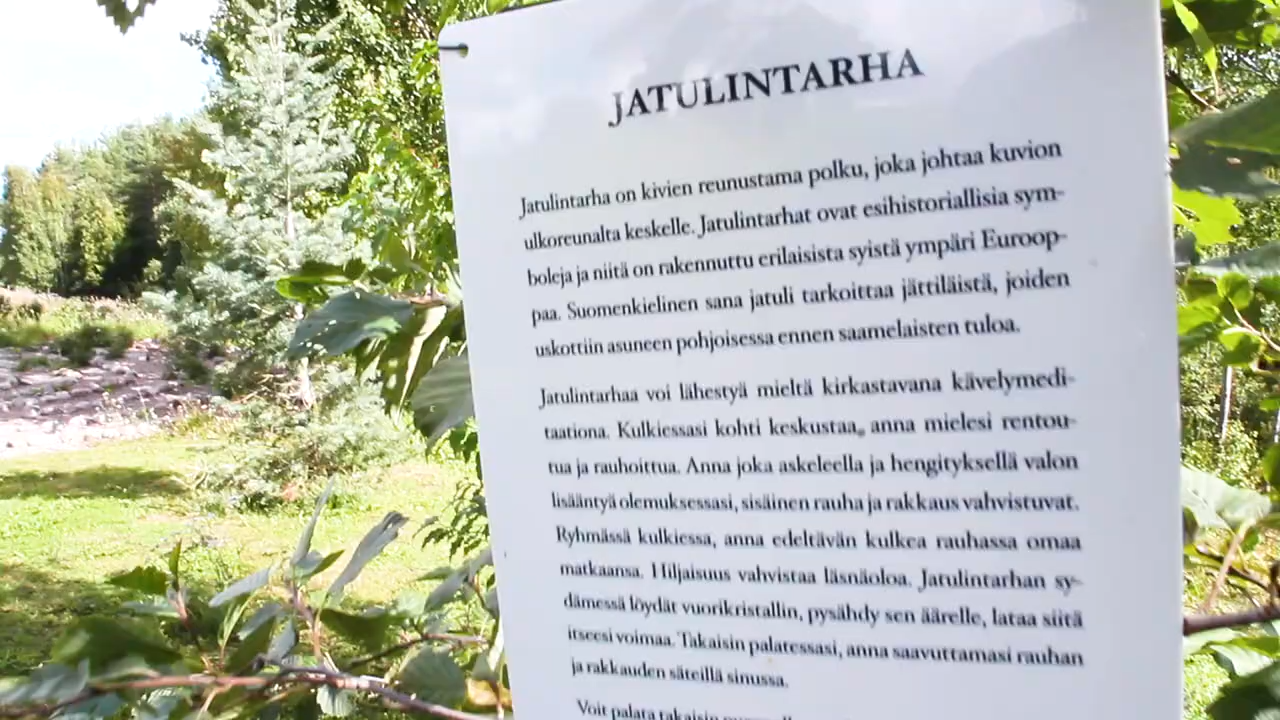 JATULINTARHA
Jatulintarha on kivien reunustama polku, joka johtaa kuvion
ulkoreunalta keskelle. Jatulintarhat ovat esihistoriallisia sym-
boleja ja niitä on rakennuttu erilaisista syistä ympäri Euroop-
paa. Suomenkielinen sana jatuli tarkoittaa jättiläistä, joiden
uskottiin asuneen pohjoisessa ennen saamelaisten tuloa.
Jatulintarhaa voi lähestyä mieltä kirkastavana kävelymedi-
taationa. Kulkiessasi kohti keskustaa, anna mielesi rentou-
tua ja rauhoittua. Anna joka askeleella ja hengityksellä valon
lisääntyä olemuksessasi, sisäinen rauha ja rakkaus vahvistuvat.
Ryhmässä kulkiessa, anna edeltävän kulkea rauhassa omaa
matkaansa. Hiljaisuus vahvistaa läsnäoloa. Jatulintarhan sy-
dämessä löydät vuorikristallin, pysähdy sen äärelle, lataa siitä
itseesi voimaa. Takaisin palatessasi, anna saavuttamasi rauhan
ja rakkauden säteillä sinussa.
Voit palata takaisin